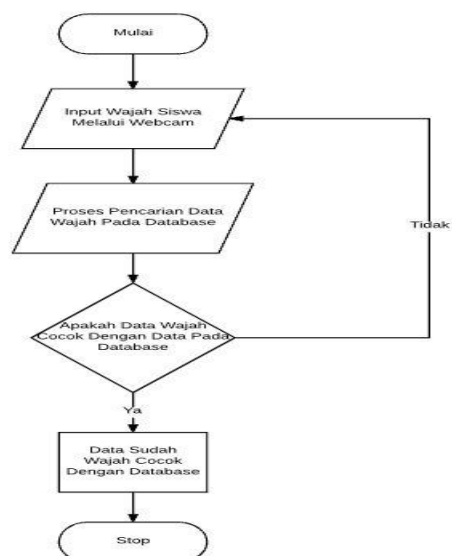 Mulai
Input Wajah Siswa
Melalui Webcam
Proses Pencarian Data
Wajah Pada Database
Tidak
Apakah Data Wajah
Cocok Dengan Data Pada
Database
Ya
Data Sudah
Wajah Cocok
Dengan Database
Stop